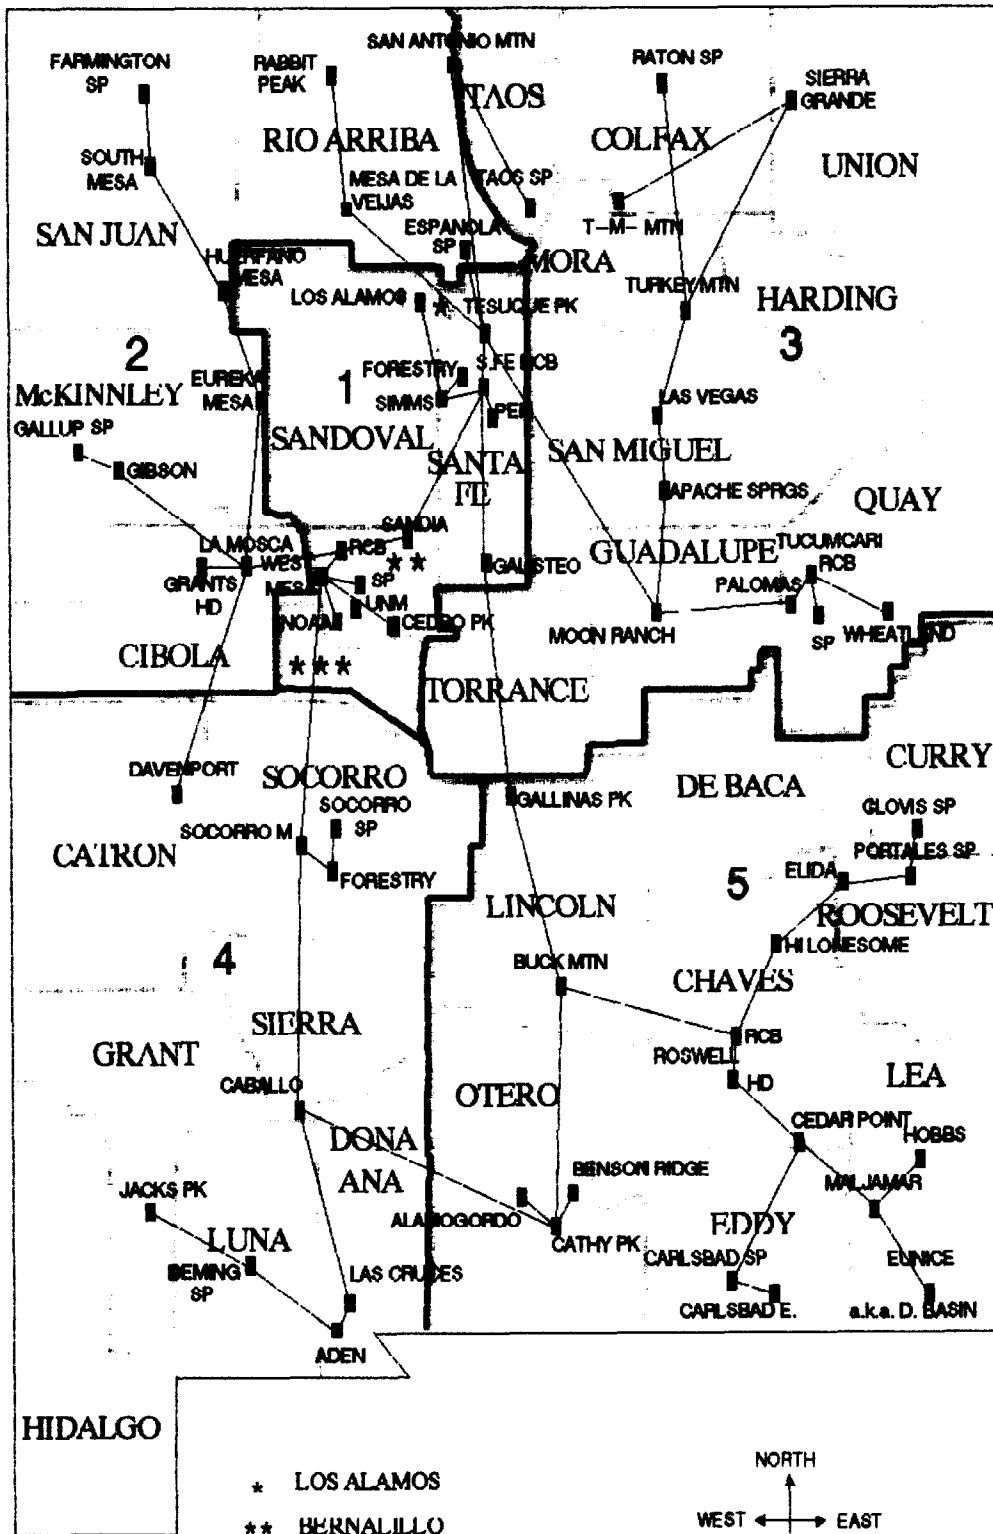 SAN ANTONIO MTN
FARMINGTON
SP
RABBIT
PEAK
RATON SP
SIERRA
GRANDE
TAOS
RIO ARRIBA
COLFAX
UNION
SOUTH
MESA
MESA DE LA
VEIJAS
TAOS SP
T-M- MTN
SAN JUAN
ESPANOLA
SP
HUERFANO
MESA
MORA
LOS ALAMOS
*
TESUQUE PK
TURKEY MTN
HARDING
2
1
3
S.FE RCB
FORESTRY
EUREKA
MESA
McKINNLEY
SIMMS
PEN
LAS VEGAS
GALLUP SP
SANDOVAL
SAN MIGUEL
GIBSON
SANTA
FE
APACHE SPRGS
QUAY
SANDIA
LA MOSCA
WEST
MESA
RCB
**
GALISTEO
GUADALUPE
TUCUMCARI
RCB
GRANTS
HD
SP
UNM
PALOMAS
NOAA
CEDRO PK
MOON RANCH
SP
WHEATLAND
CIBOLA
***
TORRANCE
DAVENPORT
SOCORRO
CURRY
DE BACA
GALLINAS PK
SOCORRO
SP
CLOVIS SP
SOCORRO M
PORTALES SP
CATRON
ELIDA
FORESTRY
5
LINCOLN
ROOSEVELT
HI LONESOME
4
BUCK MTN
CHAVES
SIERRA
RCB
GRANT
ROSWELL
HD
LEA
CABALLO
OTERO
CEDAR POINT
HOBBS
DONA
ANA
BENSON RIDGE
MALJAMAR
JACKS PK
ALAMOGORDO
EDDY
LUNA
CATHY PK
CARLSBAD SP
EUNICE
DEMING
SP
LAS CRUCES
CARLSBAD E.
a.k.a. D. BASIN
ADEN
HIDALGO
NORTH
* LOS ALAMOS
WEST EAST
** BERNALILLO